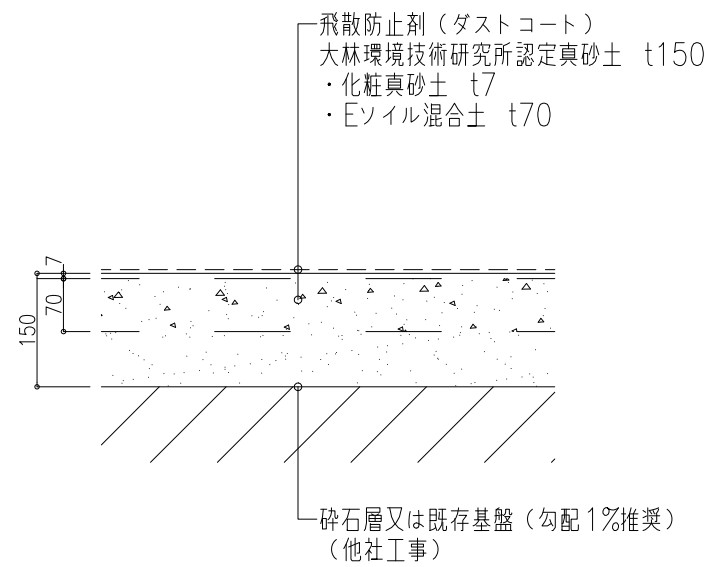 飛散防止剤（ダストコート）
大林環境技術研究所認定真砂土　t150
・化粧真砂土　t7
・Eソイル混合土　t70
7
70
150
砕石層又は既存基盤（勾配1%推奨）
（他社工事）